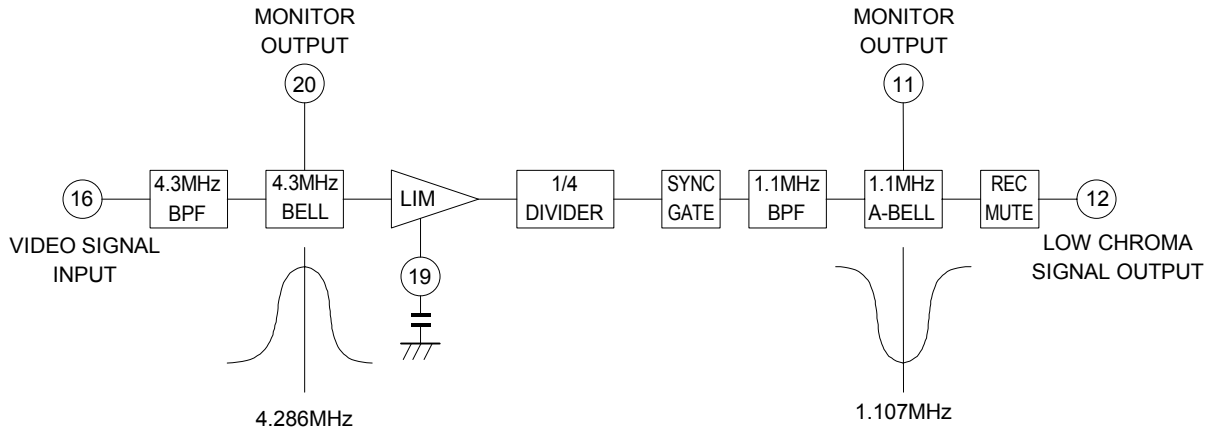 MONITOR
OUTPUT
20
MONITOR
OUTPUT
11
16
VIDEO SIGNAL
INPUT
4.3MHz
BPF
4.3MHz
BELL
LIM
19
1/4
DIVIDER
SYNC
GATE
1.1MHz
BPF
1.1MHz
A-BELL
REC
MUTE
12
LOW CHROMA
SIGNAL OUTPUT
4.286MHz
1.107MHz